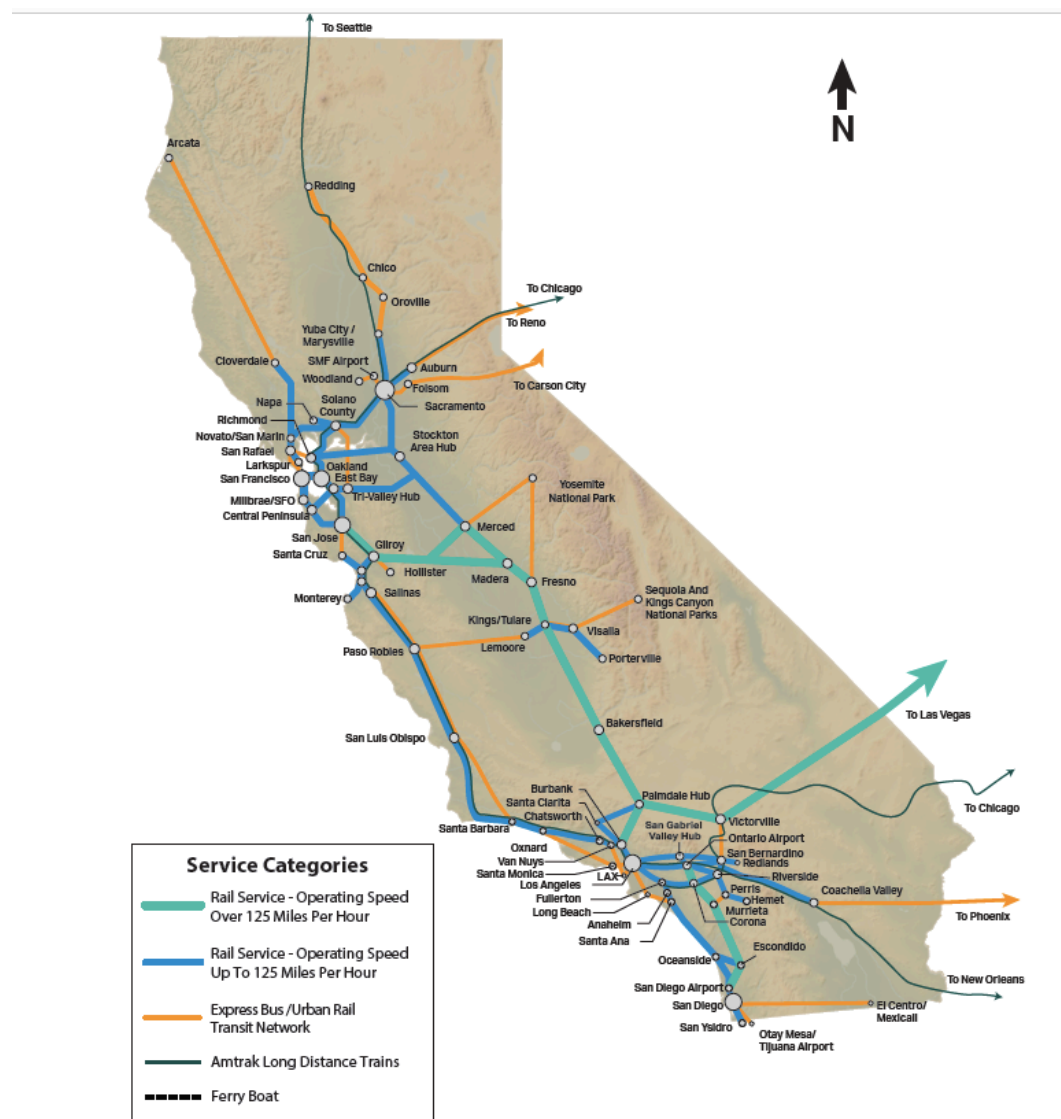 To Seattle
N
Arcata
Redding
Chico
To Chicago
Oroville
To Reno
Yuba City /
Marysville
Cloverdale
SMF Airport
Auburn
Woodland
Folsom
To Carson City
Napa
Solano
County
Sacramento
Richmond
Novato/San Marin
Stockton
Area Hub
San Rafael
Larkspur
Oakland
San Francisco
East Bay
Yosemite
National Park
Tri-Valley Hub
Millbrae/SFO
Central Peninsula
Merced
San Jose
Gilroy
Santa Cruz
Hollister
Madera
Fresno
Salinas
Monterey
Sequoia And
Kings Canyon
National Parks
Kings/Tulare
Visalia
Lemoore
Paso Robles
Porterville
To Las Vegas
Bakersfield
San Luis Obispo
Burbank
Palmdale Hub
Santa Clarita
To Chicago
Chatsworth
Victorville
San Gabriel
Valley Hub
Santa Barbara
Ontario Airport
Oxnard
San Bernardino
Van Nuys
Redlands
Santa Monica
LAX
Riverside
Los Angeles
Perris
Coachella Valley
Fullerton
Hemet
Long Beach
Murrieta
To Phoenix
Anaheim
Corona
Santa Ana
Escondido
Oceanside
To New Orleans
San Diego Airport
San Diego
El Centro/
Mexicali
San Ysidro
Otay Mesa/
Tijuana Airport
Service Categories
Rail Service - Operating Speed
Over 125 Miles Per Hour
Rail Service - Operating Speed
Up To 125 Miles Per Hour
Express Bus /Urban Rail
Transit Network
Amtrak Long Distance Trains
Ferry Boat